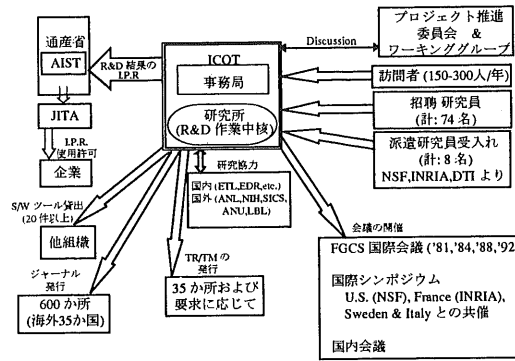 通産省
AIST
JITA
I.P.R.
使用許可
企業
R&D 結果の
I.P.R
ICOT
事務局
研究所
(R&D 作業中核)
Discussion
プロジェクト推進
委員会 &
ワーキンググループ
訪問者 (150-300人/年)
招聘 研究員
(計: 74 名)
派遣研究員受入れ
(計: 8 名)
NSF,INRIA,DTI より
研究協力
国内 (ETL,EDR,etc.)
国外 (ANL,NIH,SICS,
ANU,LBL)
S/W ツール貸出
(20 件以上)
他組織
ジャーナル
発行
600 か所
(海外35か国)
TR/TM の
発行
35 か所および
要求に応じて
会議の開催
FGCS 国際会議 ('81,'84,'88,'92
国際シンポジウム
U.S. (NSF), France (INRIA),
Sweden & Italy との共催
国内会議